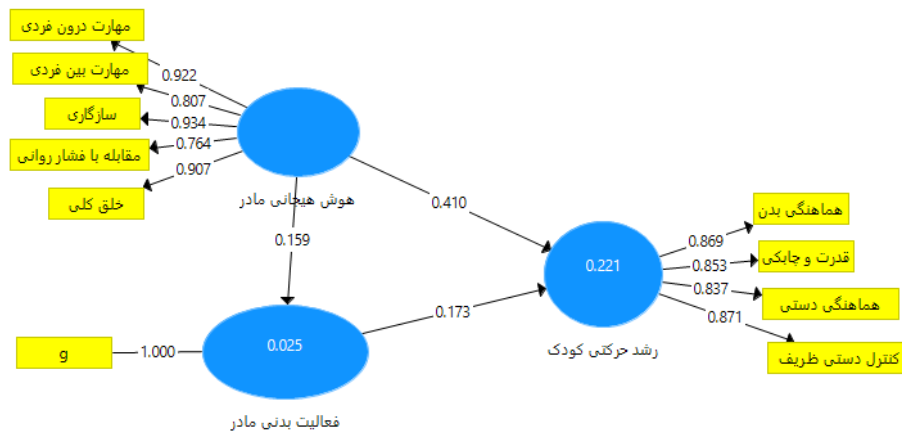 مهارت درون فردی
مهارت بین فردی
سازگاری
مقابله با فشار روانی
خلق کلی
0.922
0.807
0.934
0.764
0.907
هوش هیجانی مادر
0.410
0.159
0.173
g
1.000
0.025
فعالیت بدنی مادر
0.221
رشد حرکتی کودک
0.869
0.853
0.837
0.871
هماهنگی بدن
قدرت و چابکی
هماهنگی دستی
کنترل دستی ظریف